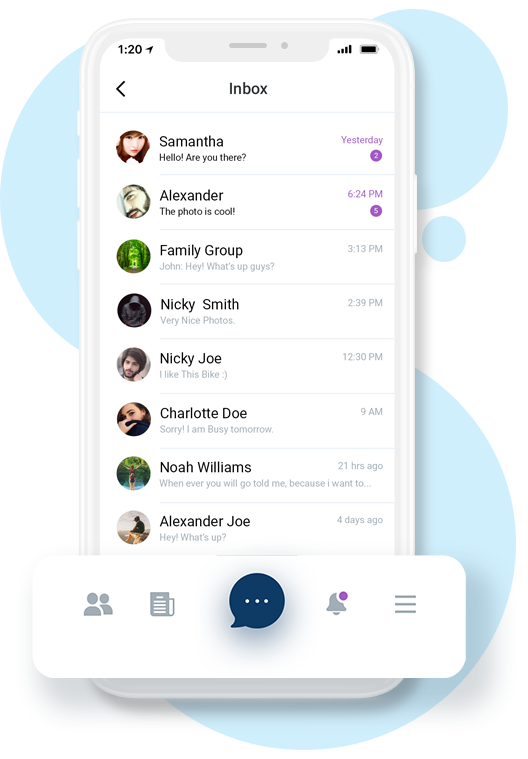 1:20
Inbox
Samantha Yesterday
Hello! Are you there? 2
Alexander 6:24 PM
The photo is cool! 5
Family Group 3:13 PM
John: Hey! What's up guys?
Nicky Smith 2:39 PM
Very Nice Photos.
Nicky Joe 12:30 PM
I like This Bike :)
Charlotte Doe 9 AM
Sorry! I am Busy tomorrow.
Noah Williams 21 hrs ago
When ever you will go told me, because i want to...
Alexander Joe 4 days ago
Hey! What's up?